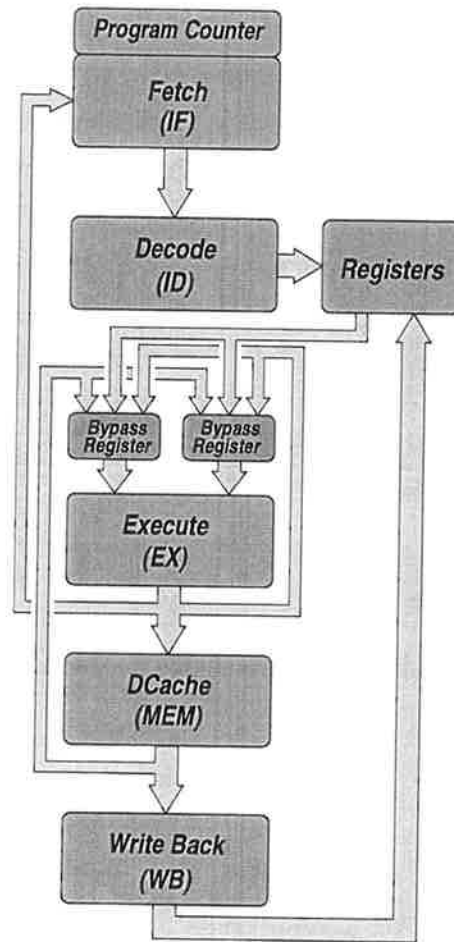 Program Counter
Fetch
(IF)
Decode
(ID)
Registers
Bypass
Register
Bypass
Register
Execute
(EX)
DCache
(MEM)
Write Back
(WB)